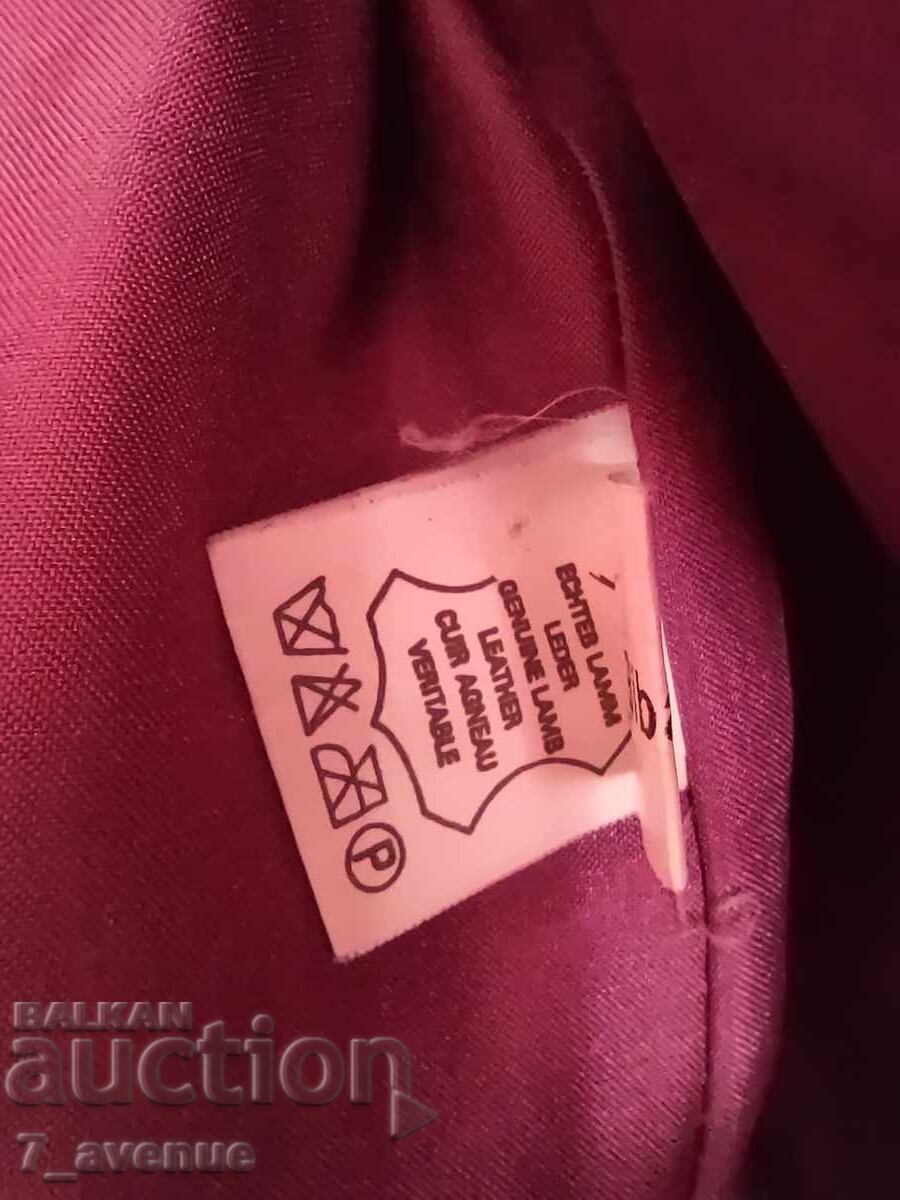 ECHTES LAMM
LEDER
GENUINE LAMB
LEATHER
CUIR AGNEAU
VERITABLE
P
BALKAN
auction
7_avenue